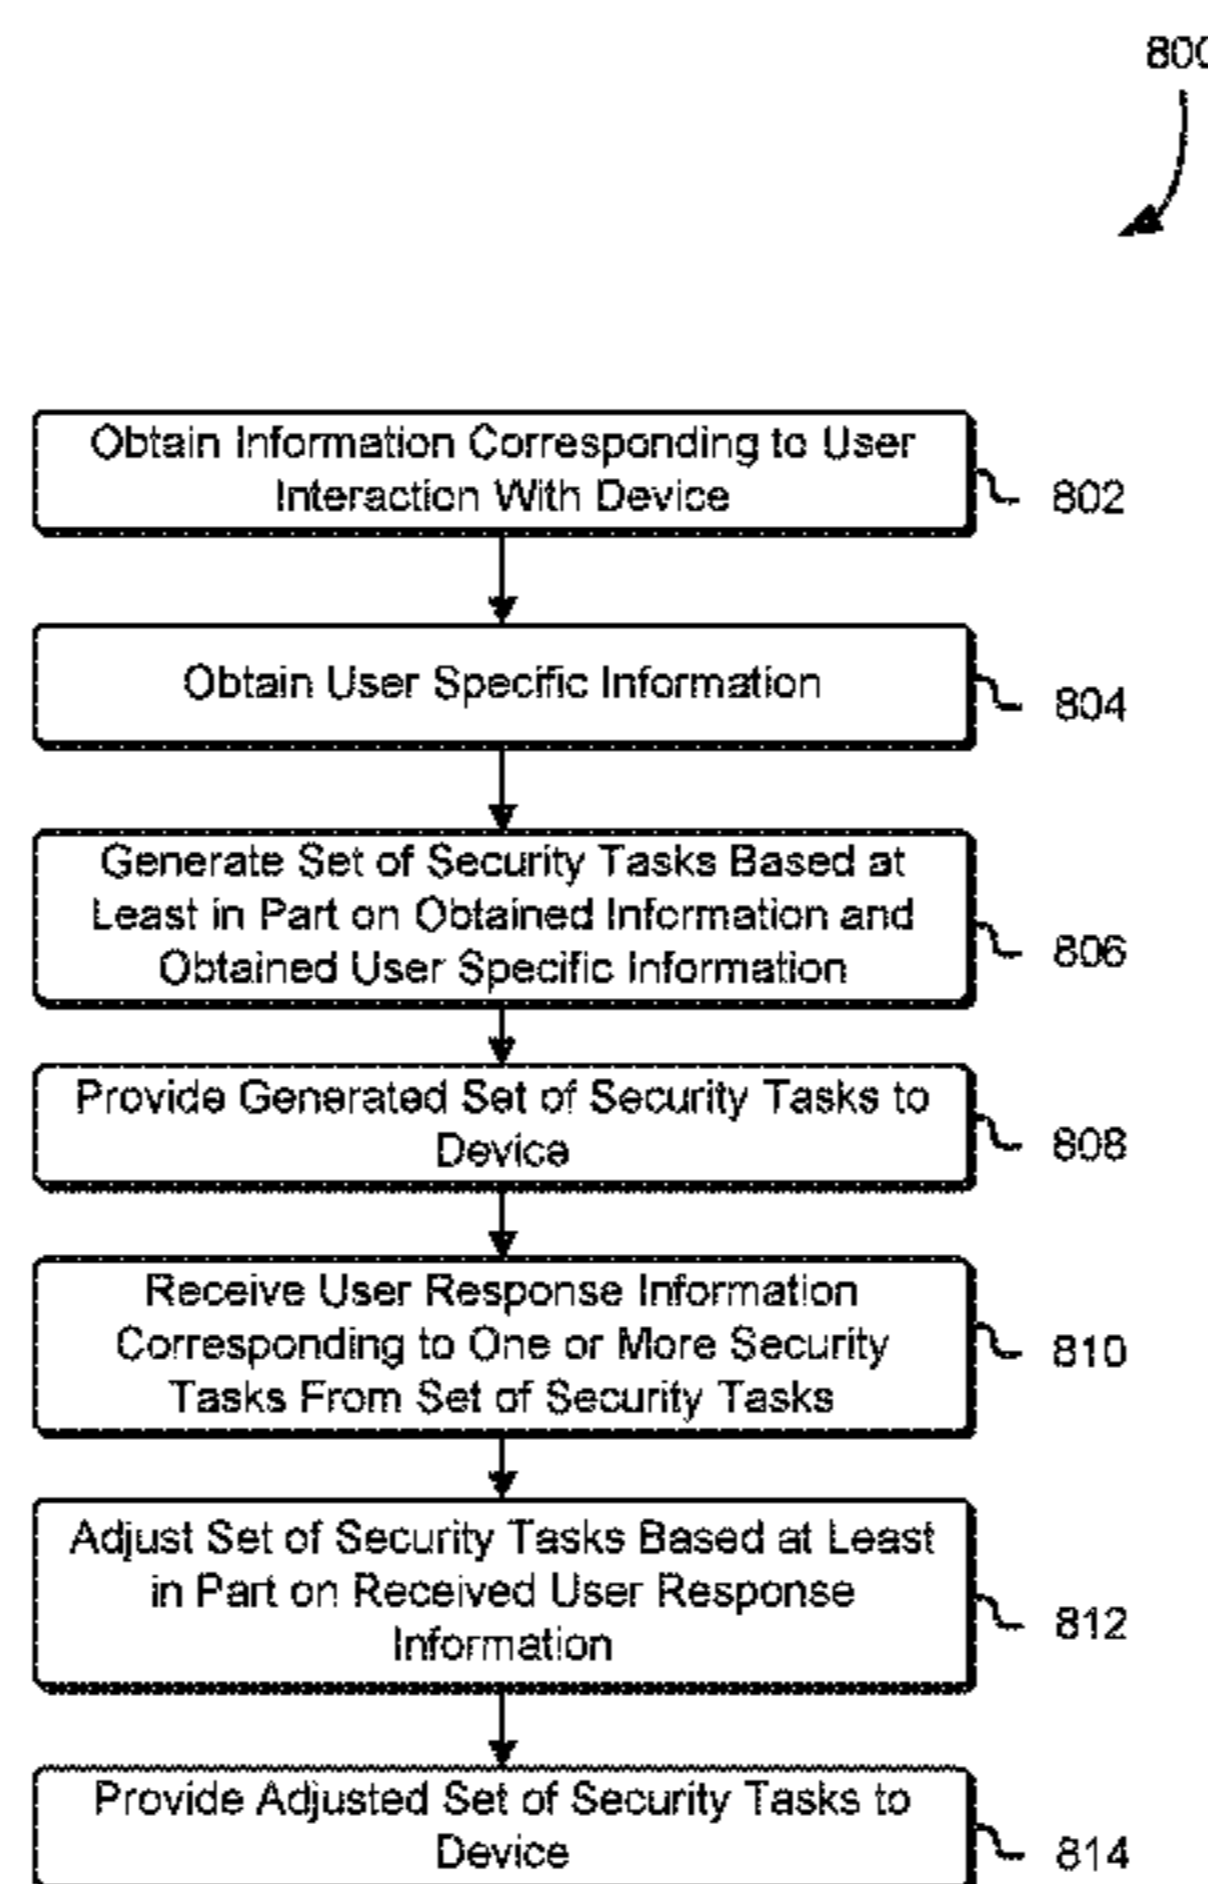 800
Obtain Information Corresponding to User
Interaction With Device
802
Obtain User Specific Information
804
Generate Set of Security Tasks Based at
Least in Part on Obtained Information and
Obtained User Specific Information
806
Provide Generated Set of Security Tasks to
Device
808
Receive User Response Information
Corresponding to One or More Security
Tasks From Set of Security Tasks
810
Adjust Set of Security Tasks Based at Least
in Part on Received User Response
Information
812
Provide Adjusted Set of Security Tasks to
Device
814